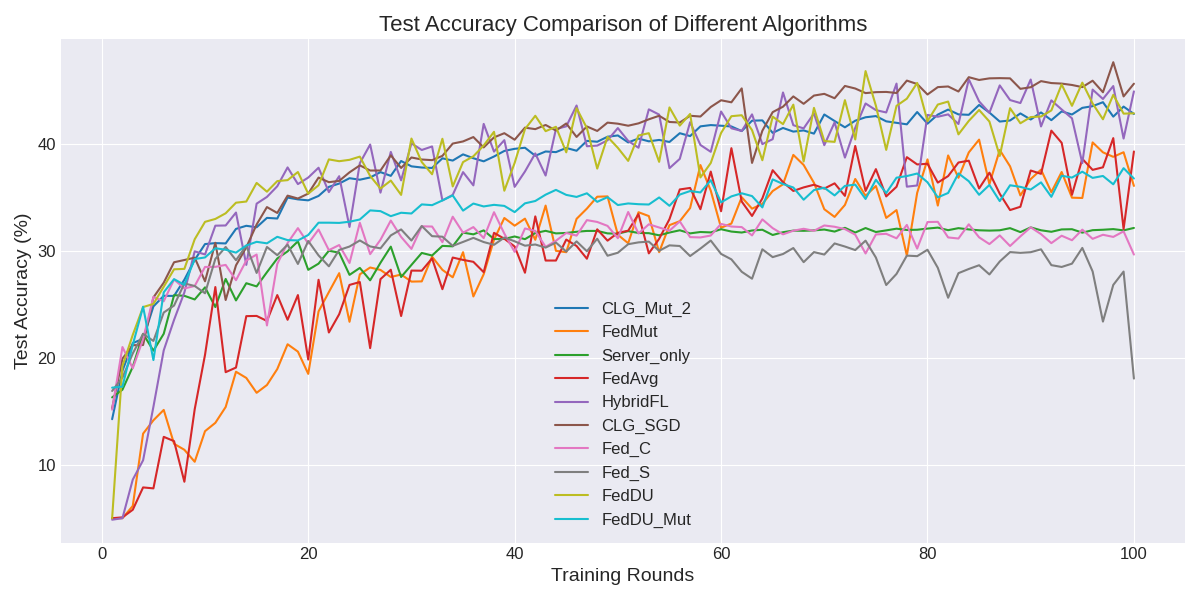 Test Accuracy Comparison of Different Algorithms
Test Accuracy (%)
40
30
20
10
CLG_Mut_2
FedMut
Server_only
FedAvg
HybridFL
CLG_SGD
Fed_C
Fed_S
FedDU
FedDU_Mut
0 20 40 60 80 100
Training Rounds